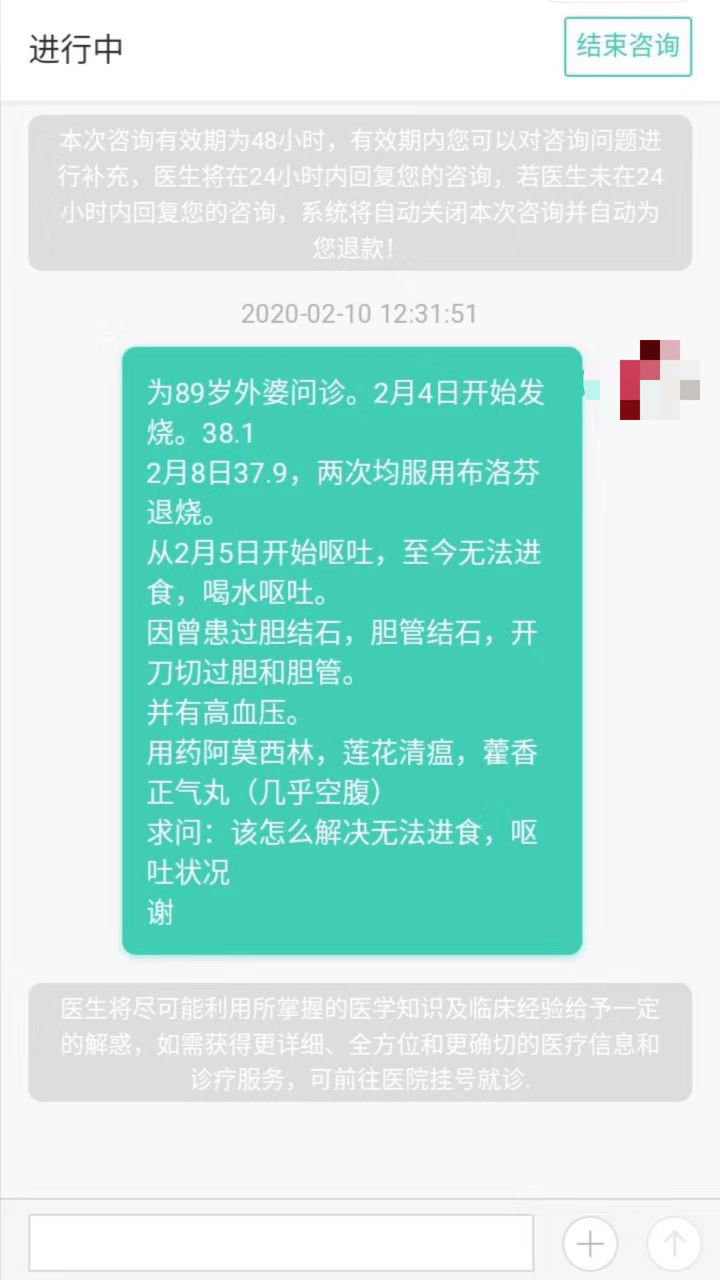 进行中
结束咨询
本次咨询有效期为48小时，有效期内您可以对咨询问题进
行补充，医生将在24小时内回复您的咨询，若医生未在24
小时内回复您的咨询，系统将自动关闭本次咨询并自动为
您退款！
2020-02-10 12:31:51
为89岁外婆问诊。2月4日开始发
烧。38.1
2月8日37.9，两次均服用布洛芬
退烧。
从2月5日开始呕吐，至今无法进
食，喝水呕吐。
因曾患过胆结石，胆管结石，开
刀切过胆和胆管。
并有高血压。
用药阿莫西林，莲花清瘟，藿香
正气丸（几乎空腹）
求问：该怎么解决无法进食，呕
吐状况
谢
医生将尽可能利用所掌握的医学知识及临床经验给予一定
的解惑，如需获得更详细、全方位和更确切的医疗信息和
诊疗服务，可前往医院挂号就诊.